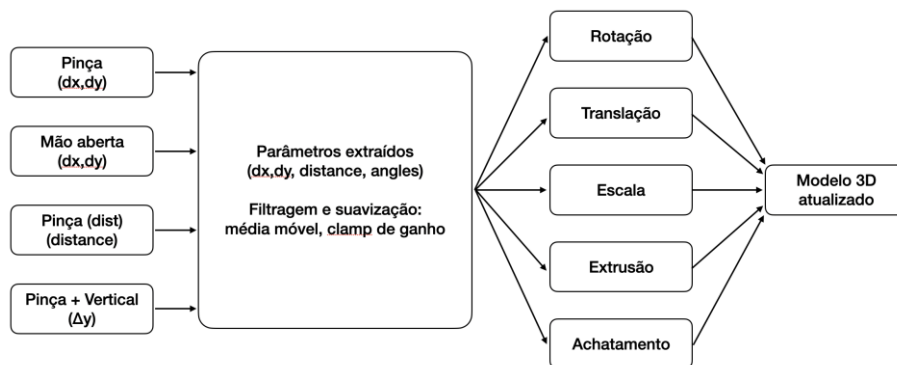 Pinça
(dx,dy)
Mão aberta
(dx,dy)
Pinça (dist)
(distance)
Pinça + Vertical
(Δy)
Parâmetros extraídos
(dx,dy, distance, angles)
Filtragem e suavização:
média móvel, clamp de ganho
Rotação
Translação
Escala
Extrusão
Achatamento
Modelo 3D
atualizado